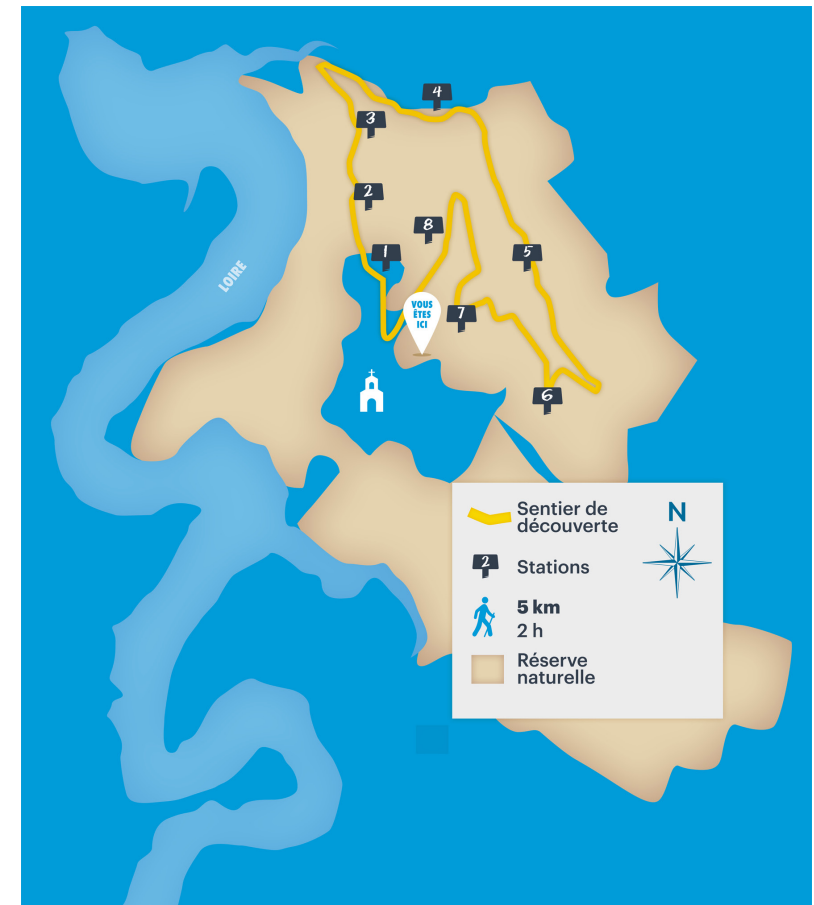 4
3
2
8
1
5
LOIRE
VOUS
ÊTES
ICI
7
6
Sentier de
découverte
N
2
Stations
5 km
2 h
Réserve
naturelle